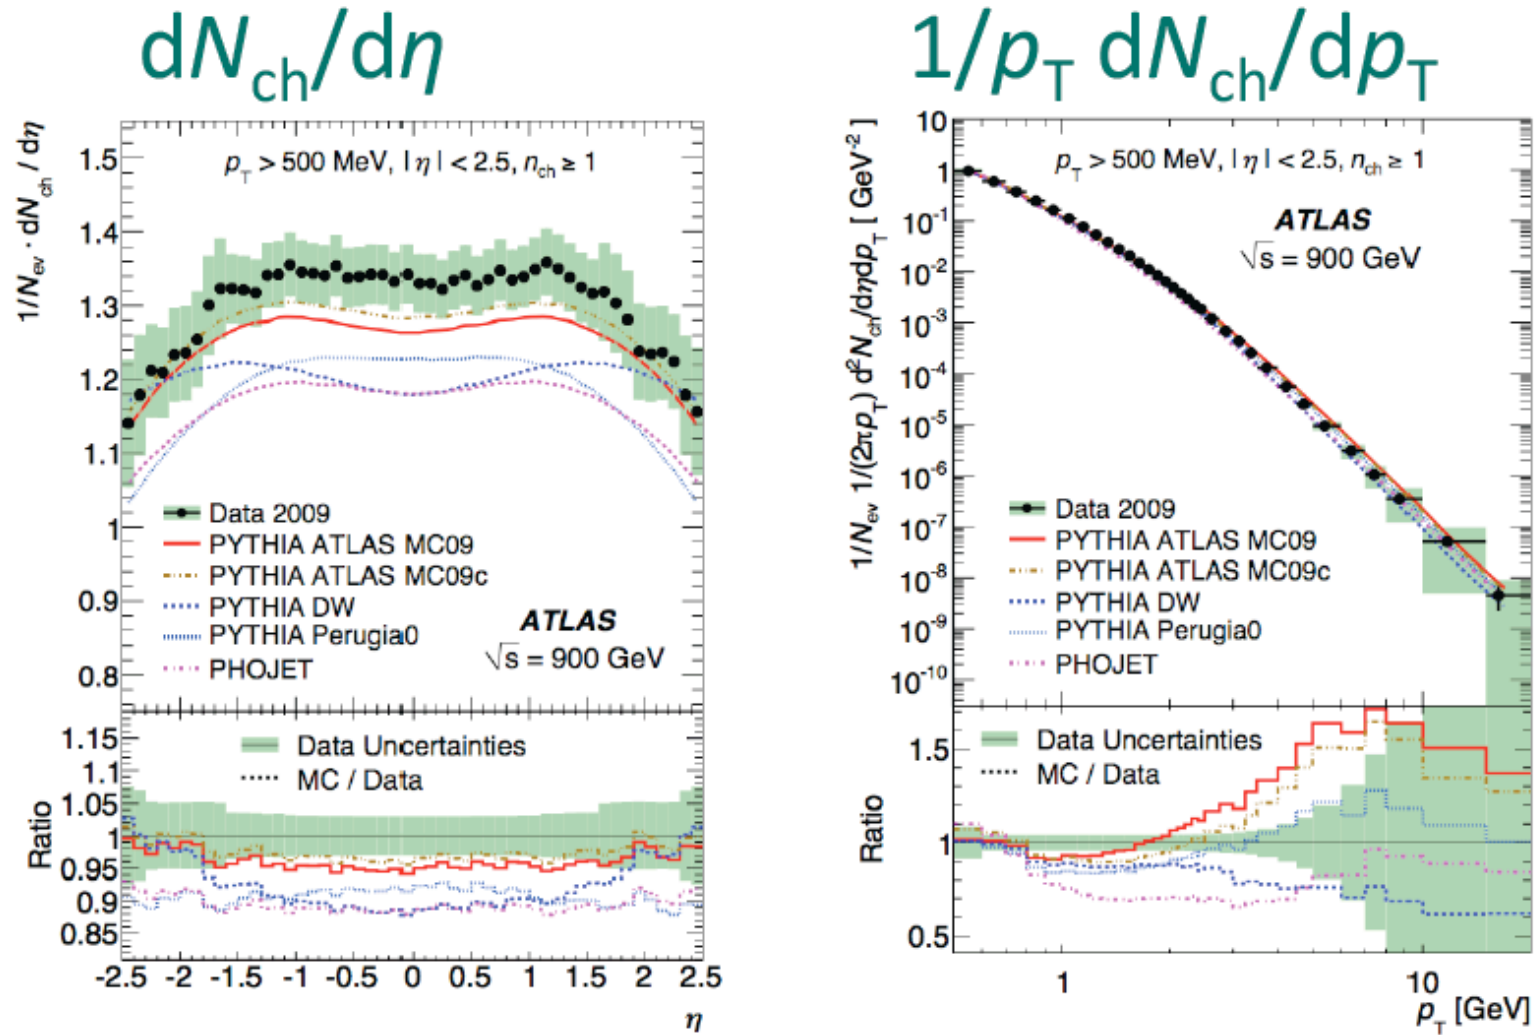 dNch/dη
1/pT dNch/dpT
1/Nev · dNch / dη
1.5
1.4
1.3
1.2
1.1
1
0.9
0.8
pT > 500 MeV, | η | < 2.5, nch ≥ 1
Data 2009
PYTHIA ATLAS MC09
PYTHIA ATLAS MC09c
PYTHIA DW
PYTHIA Perugia0
PHOJET
ATLAS
√s = 900 GeV
Ratio
1.15
1.1
1.05
1
0.95
0.9
0.85
Data Uncertainties
MC / Data
-2.5 -2 -1.5 -1 -0.5 0 0.5 1 1.5 2 2.5
η
1/Nev 1/(2πpT) d²Nch/dηdpT [ GeV⁻² ]
10
1
10⁻¹
10⁻²
10⁻³
10⁻⁴
10⁻⁵
10⁻⁶
10⁻⁷
10⁻⁸
10⁻⁹
10⁻¹⁰
pT > 500 MeV, | η | < 2.5, nch ≥ 1
ATLAS
√s = 900 GeV
Data 2009
PYTHIA ATLAS MC09
PYTHIA ATLAS MC09c
PYTHIA DW
PYTHIA Perugia0
PHOJET
Ratio
1.5
1
0.5
Data Uncertainties
MC / Data
1 10
pT [GeV]